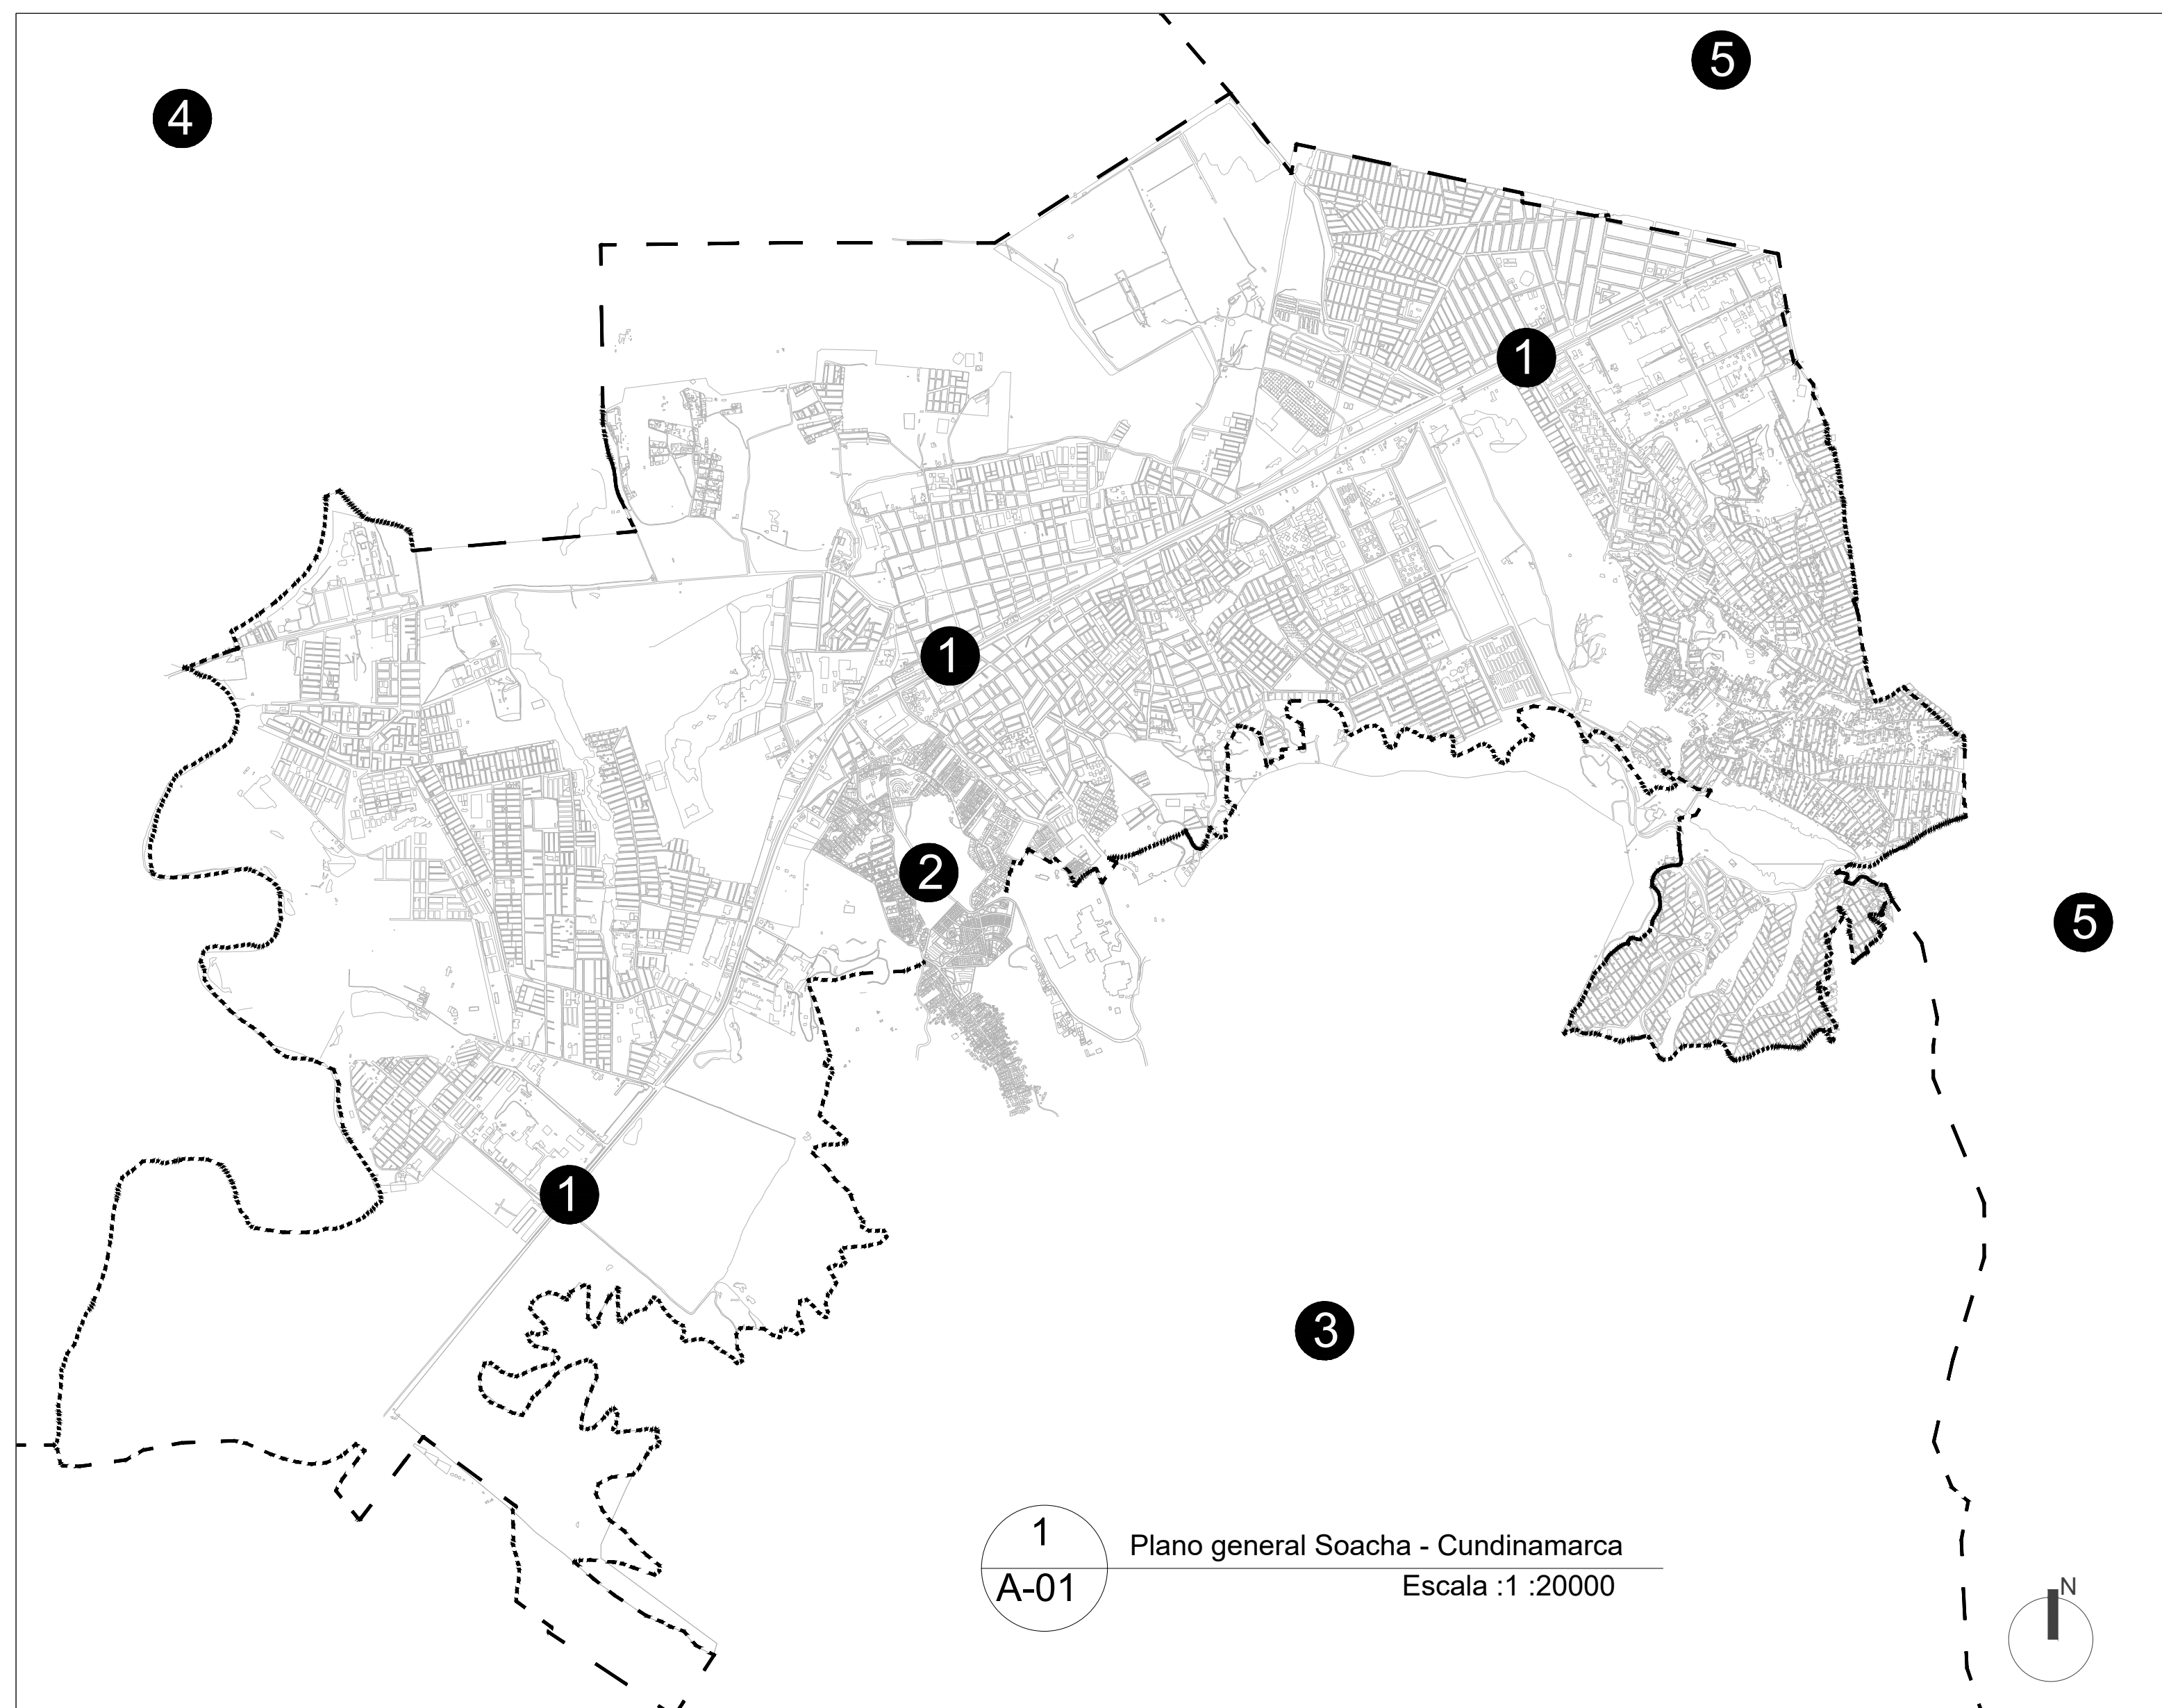 5
4
1
1
2
5
1
3
1
Plano general Soacha - Cundinamarca
A-01
Escala :1 :20000
N